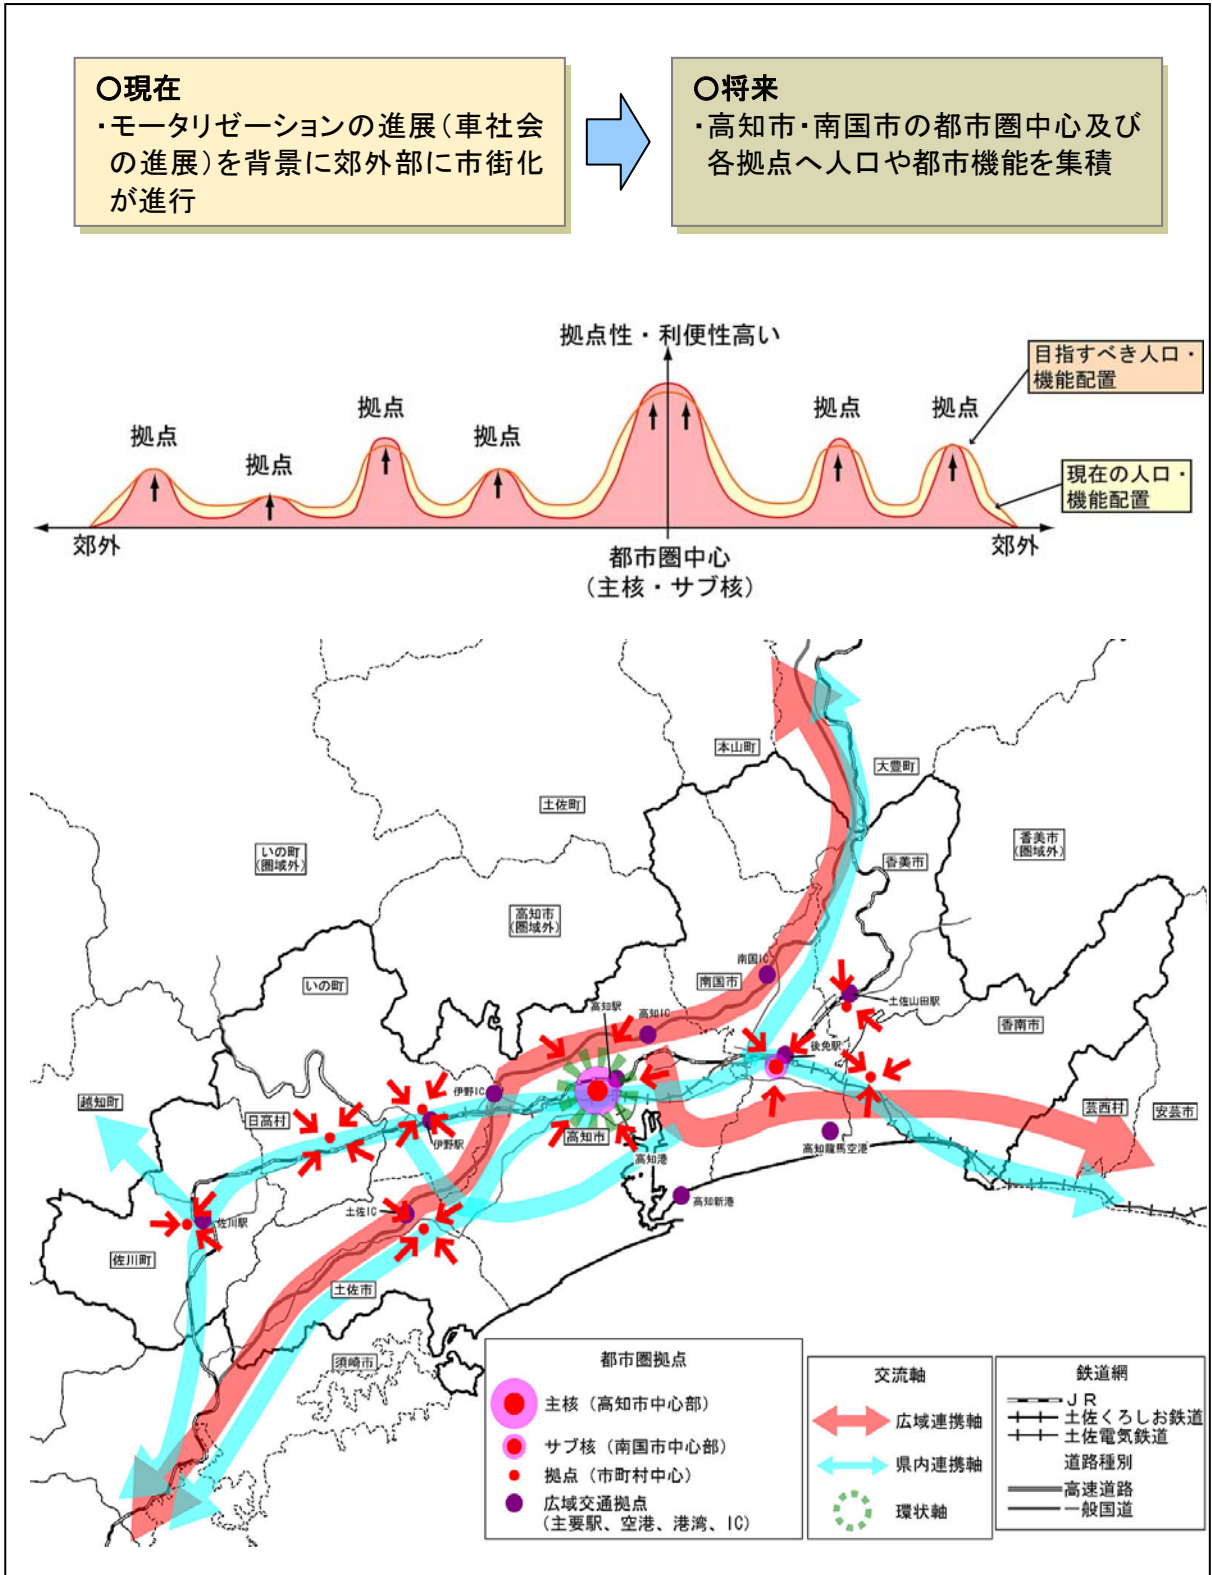 〇現在
・モータリゼーションの進展(車社会
の進展)を背景に郊外部に市街化
が進行
〇将来
・高知市・南国市の都市圏中心及び
各拠点へ人口や都市機能を集積
拠点性・利便性高い
目指すべき人口・
機能配置
拠点
拠点
拠点
拠点
拠点
拠点
現在の人口・
機能配置
郊外
都市圏中心
(主核・サブ核)
郊外
本山町
大豊町
土佐町
いの町
(圏域外)
香美市
(圏域外)
香美市
高知市
(圏域外)
南国IC
南国市
いの町
高知駅
高知IC
土佐山田駅
香南市
後免駅
伊野IC
越知町
日高村
芸西村
安芸市
伊野駅
高知市
高知龍馬空港
高知港
高知新港
土佐IC
佐川駅
佐川町
土佐市
須崎市
都市圏拠点
主核(高知市中心部)
サブ核(南国市中心部)
拠点(市町村中心)
広域交通拠点
(主要駅、空港、港湾、IC)
交流軸
広域連携軸
県内連携軸
環状軸
鉄道網
JR
土佐くろしお鉄道
土佐電気鉄道
道路種別
高速道路
一般国道